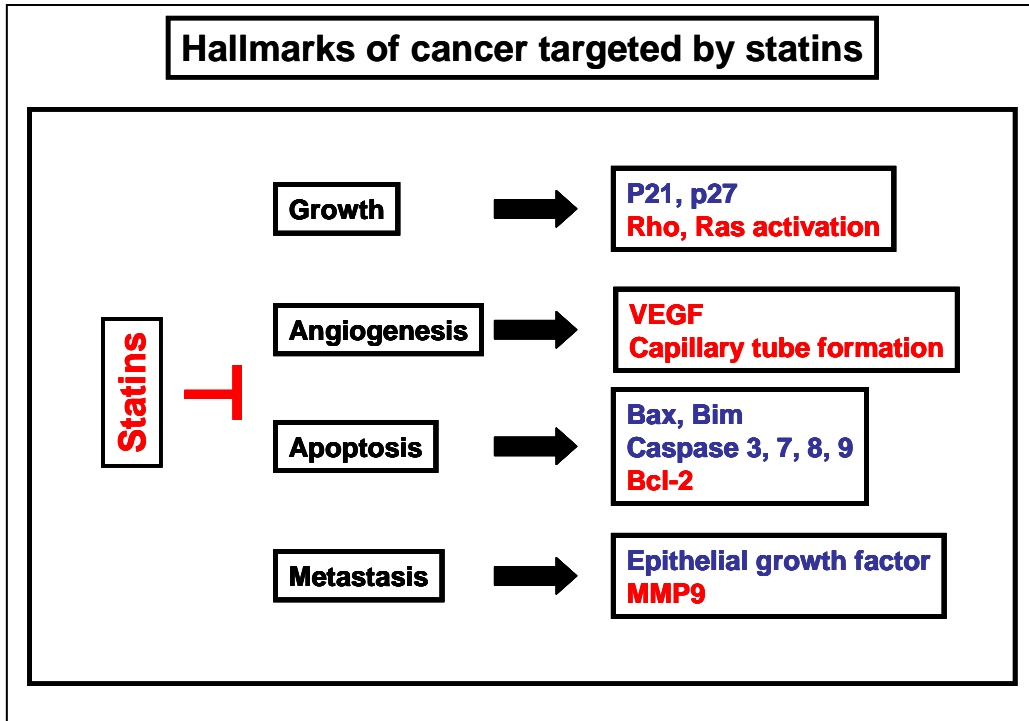 Hallmarks of cancer targeted by statins
Statins
Growth
P21, p27
Rho, Ras activation
Angiogenesis
VEGF
Capillary tube formation
Apoptosis
Bax, Bim
Caspase 3, 7, 8, 9
Bcl-2
Metastasis
Epithelial growth factor
MMP9